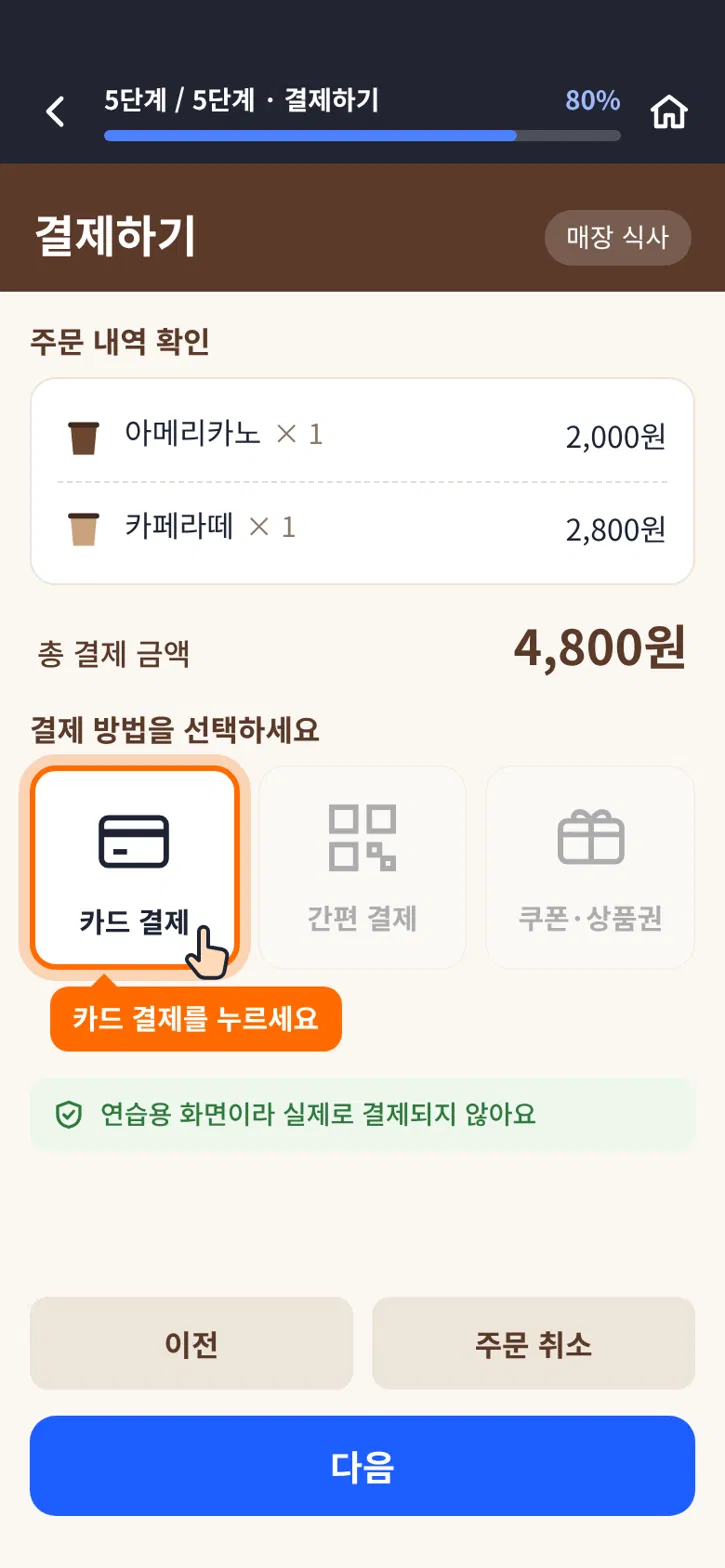 5단계 / 5단계 · 결제하기
80%
결제하기
매장 식사
주문 내역 확인
아메리카노 × 1
2,000원
카페라떼 × 1
2,800원
총 결제 금액
4,800원
결제 방법을 선택하세요
카드 결제
간편 결제
쿠폰·상품권
카드 결제를 누르세요
연습용 화면이라 실제로 결제되지 않아요
이전
주문 취소
다음